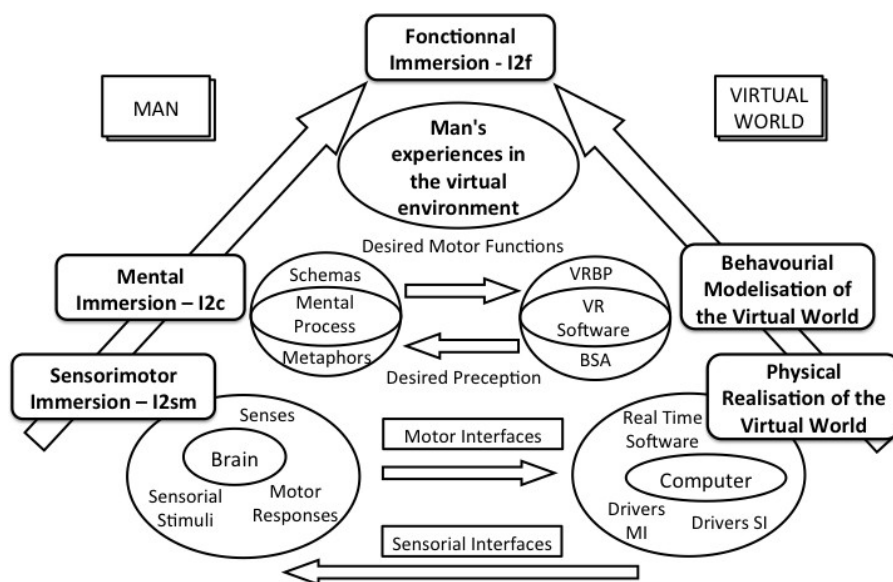 Fonctionnal
Immersion - I2f
MAN
VIRTUAL
WORLD
Man's
experiences in
the virtual
environment
Desired Motor Functions
Mental
Immersion – I2c
Schemas
Mental
Process
Metaphors
VRBP
VR
Software
BSA
Behavourial
Modelisation of
the Virtual World
Desired Preception
Sensorimotor
Immersion – I2sm
Physical
Realisation of the
Virtual World
Senses
Brain
Sensorial
Stimuli
Motor
Responses
Motor Interfaces
Sensorial Interfaces
Real Time
Software
Computer
Drivers
MI
Drivers SI